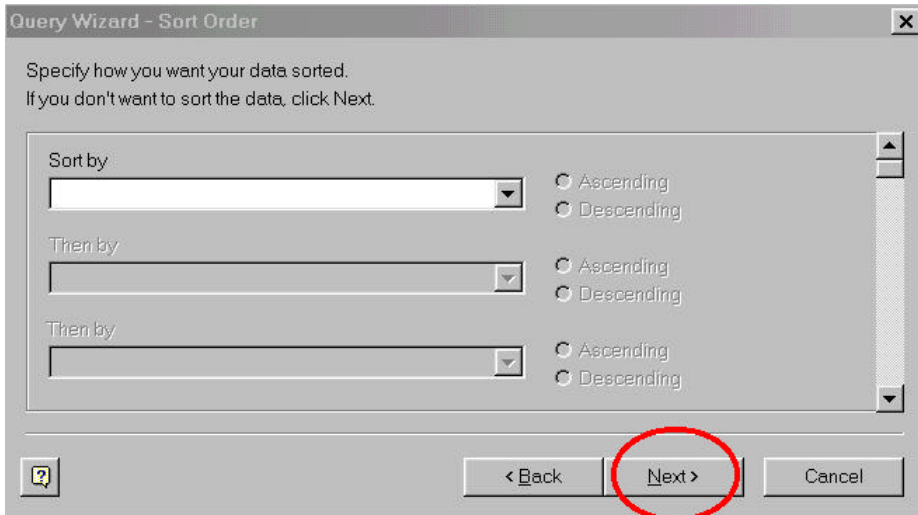 Query Wizard - Sort Order
Specify how you want your data sorted.
If you don't want to sort the data, click Next.
Sort by
Ascending
Descending
Then by
Ascending
Descending
Then by
Ascending
Descending
< Back
Next >
Cancel